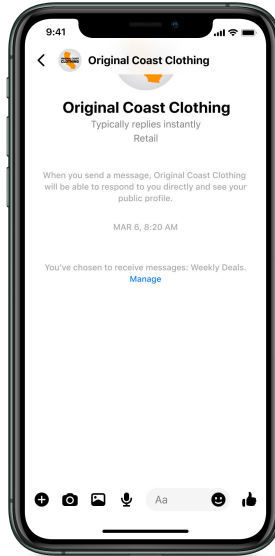 9:41
Original Coast Clothing
Original Coast Clothing
Typically replies instantly
Retail
When you send a message, Original Coast Clothing
will be able to respond to you directly and see your
public profile.
MAR 6, 8:20 AM
You've chosen to receive messages: Weekly Deals.
Manage
Aa